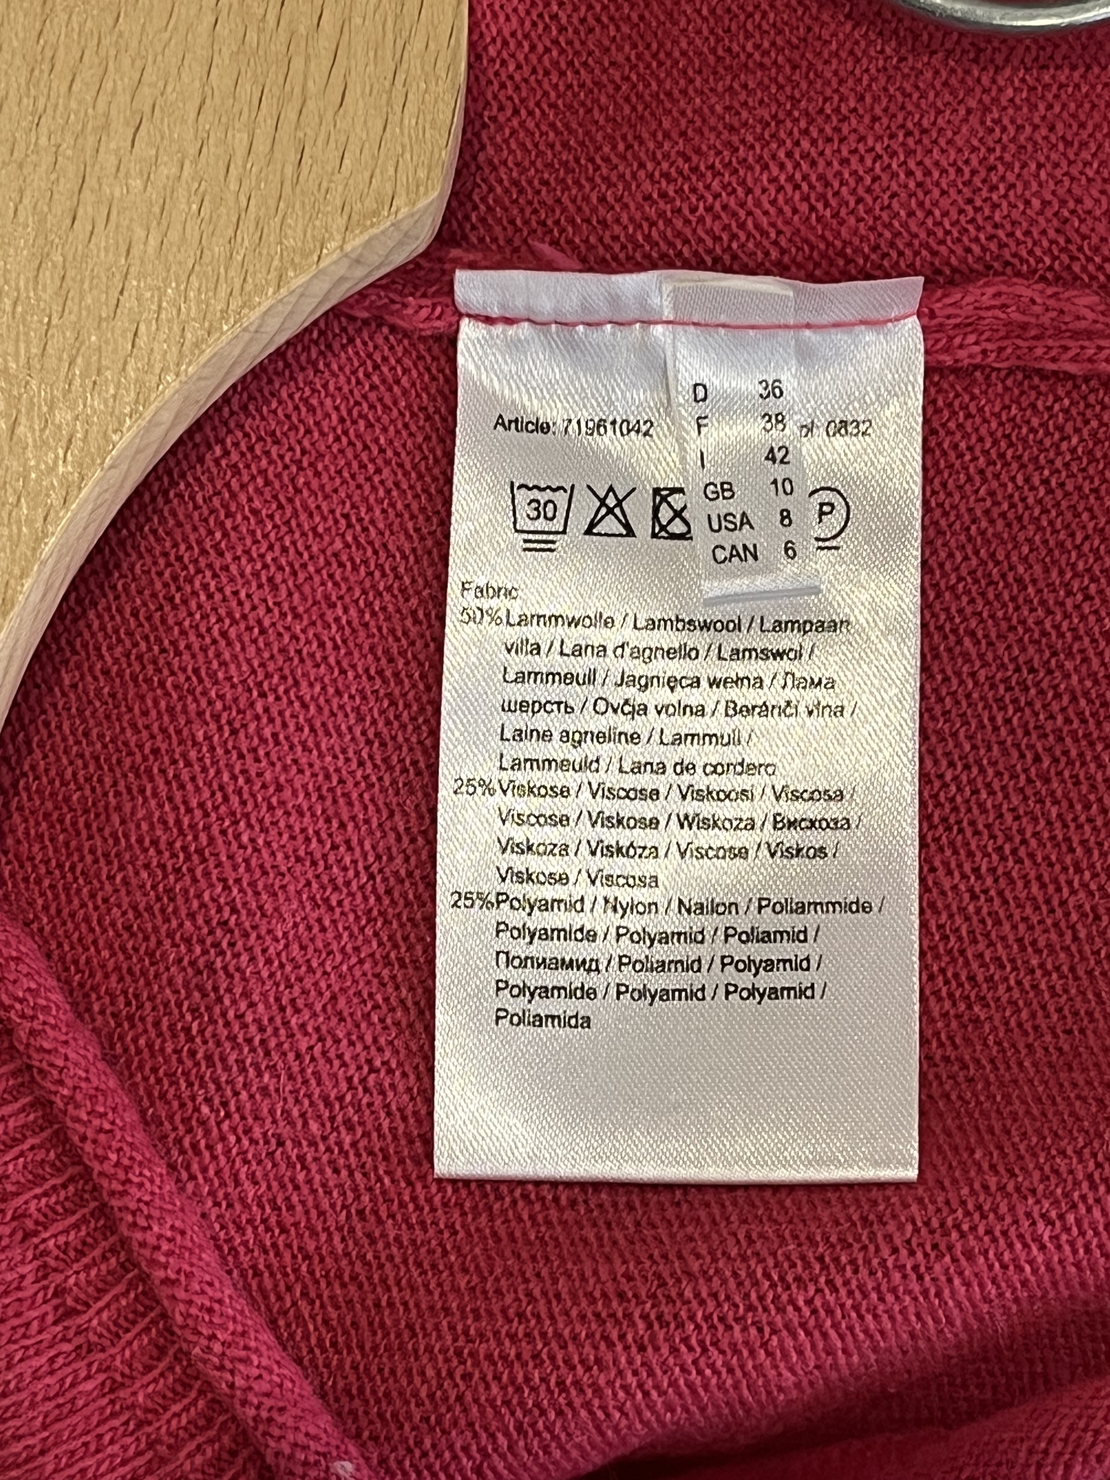 D 36
F 38
I 42
GB 10
USA 8
CAN 6
Article: 71961042 0832
30
P
Fabric
50% Lammwolle / Lambswool / Lampaan
villa / Lana d'agnello / Lamswol /
Lammeull / Jagnięca wełna / Лама
шерсть / Ovčja volna / Beránčí vlna /
Laine agneline / Lammull /
Lammeuld / Lana de cordero
25% Viskose / Viscose / Viskoosi / Viscosa /
Viscose / Viskose / Wiskoza / Вискоза /
Viskoza / Viskóza / Viscose / Viskos /
Viskose / Viscosa
25% Polyamid / Nylon / Nailon / Poliammide /
Polyamide / Polyamid / Poliamid /
Полиамид / Poliamid / Polyamid /
Polyamide / Polyamid / Polyamid /
Poliamida